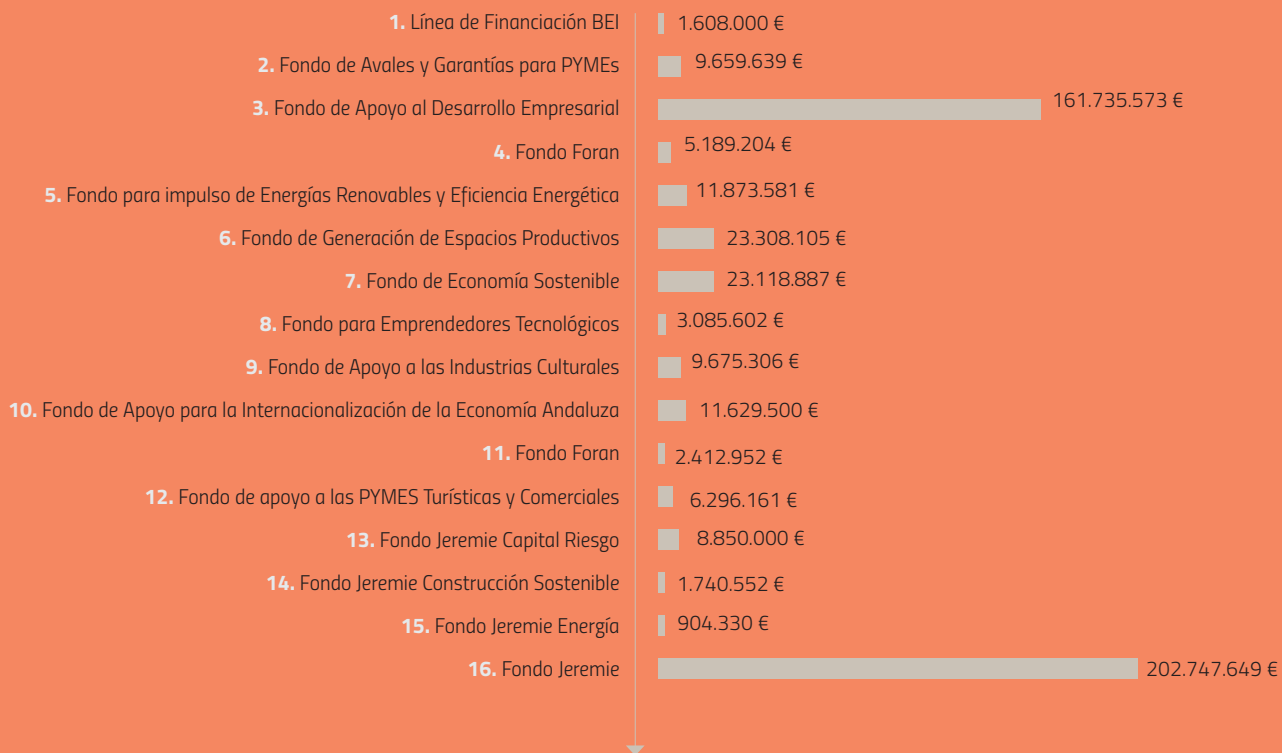 1. Línea de Financiación BEI 1.608.000 €
2. Fondo de Avales y Garantías para PYMEs 9.659.639 €
3. Fondo de Apoyo al Desarrollo Empresarial 161.735.573 €
4. Fondo Foran 5.189.204 €
5. Fondo para impulso de Energías Renovables y Eficiencia Energética 11.873.581 €
6. Fondo de Generación de Espacios Productivos 23.308.105 €
7. Fondo de Economía Sostenible 23.118.887 €
8. Fondo para Emprendedores Tecnológicos 3.085.602 €
9. Fondo de Apoyo a las Industrias Culturales 9.675.306 €
10. Fondo de Apoyo para la Internacionalización de la Economía Andaluza 11.629.500 €
11. Fondo Foran 2.412.952 €
12. Fondo de apoyo a las PYMES Turísticas y Comerciales 6.296.161 €
13. Fondo Jeremie Capital Riesgo 8.850.000 €
14. Fondo Jeremie Construcción Sostenible 1.740.552 €
15. Fondo Jeremie Energía 904.330 €
16. Fondo Jeremie 202.747.649 €